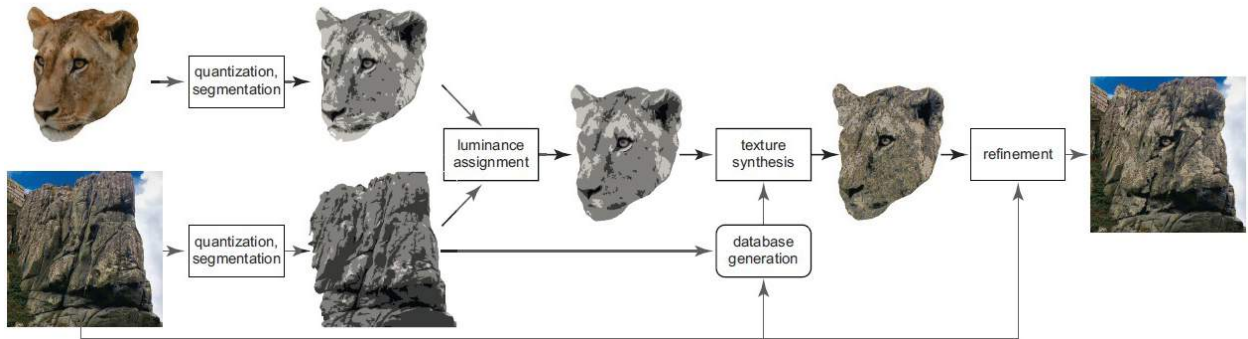 quantization,
segmentation
luminance
assignment
texture
synthesis
refinement
quantization,
segmentation
database
generation